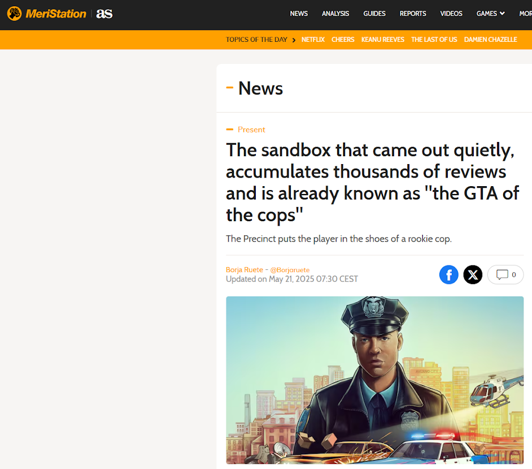 MeriStation as
NEWS ANALYSIS GUIDES REPORTS VIDEOS GAMES MOR
TOPICS OF THE DAY NETFLIX CHEERS KEANU REEVES THE LAST OF US DAMIEN CHAZELLE
News
Present
The sandbox that came out quietly,
accumulates thousands of reviews
and is already known as "the GTA of
the cops"
The Precinct puts the player in the shoes of a rookie cop.
Borja Ruete - @Borjaruete
Updated on May 21, 2025 07:30 CEST
0